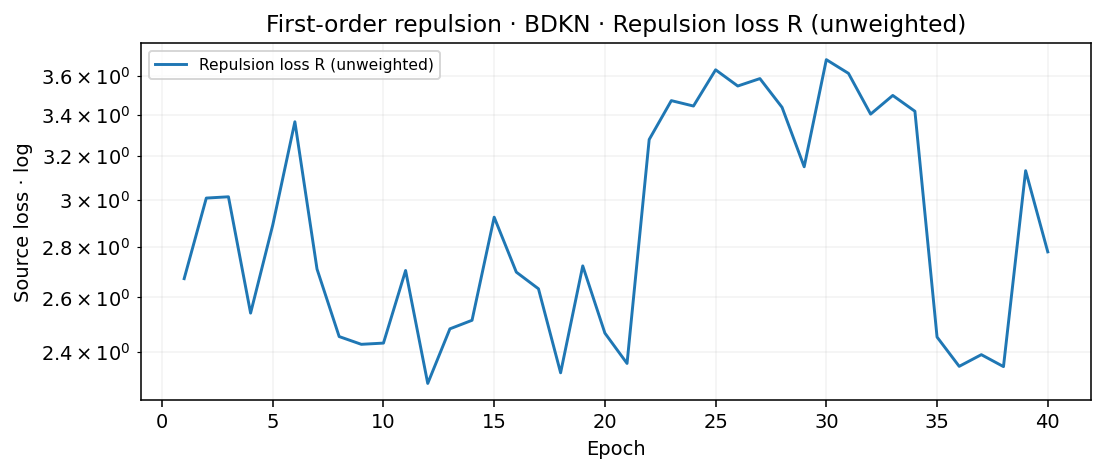 First-order repulsion · BDKN · Repulsion loss R (unweighted)
Repulsion loss R (unweighted)
Source loss · log
3.6 × 10⁰
3.4 × 10⁰
3.2 × 10⁰
3 × 10⁰
2.8 × 10⁰
2.6 × 10⁰
2.4 × 10⁰
0 5 10 15 20 25 30 35 40
Epoch